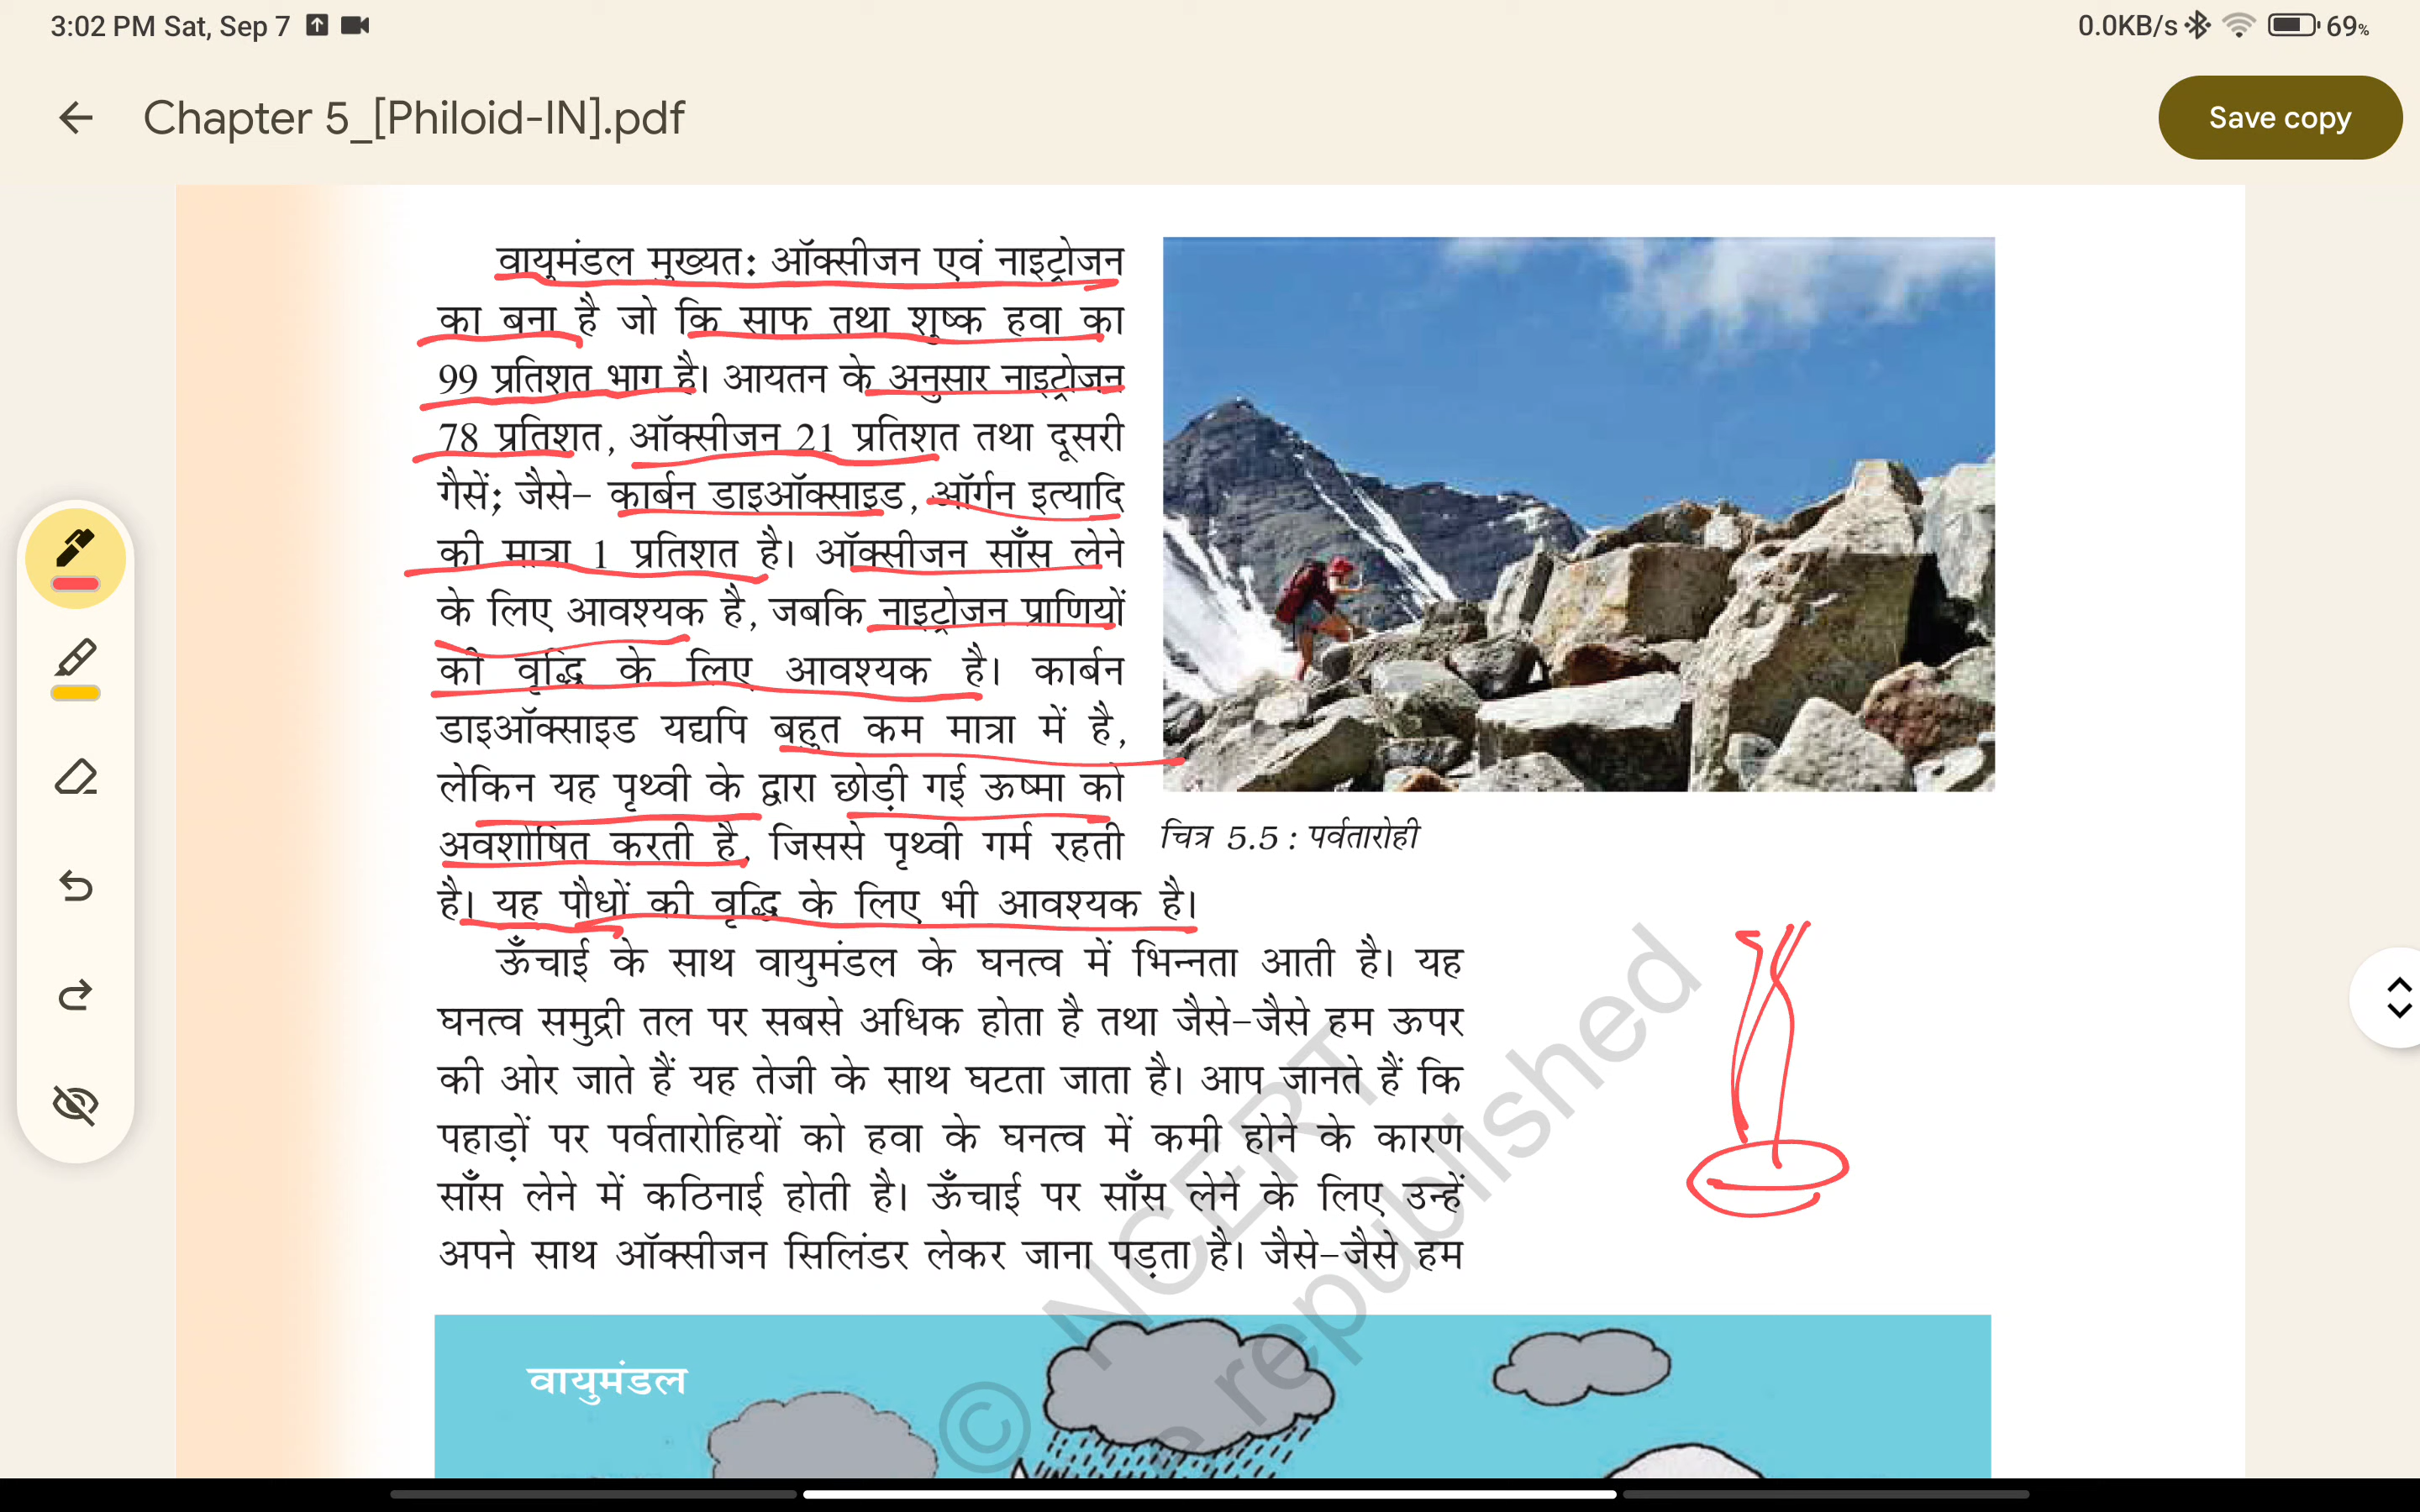 3:02 PM Sat, Sep 7
0.0KB/s
69%
Chapter 5_[Philoid-IN].pdf
Save copy
वायुमंडल मुख्यत: ऑक्सीजन एवं नाइट्रोजन
का बना है जो कि साफ तथा शुष्क हवा का
99 प्रतिशत भाग है। आयतन के अनुसार नाइट्रोजन
78 प्रतिशत, ऑक्सीजन 21 प्रतिशत तथा दूसरी
गैसें; जैसे– कार्बन डाइऑक्साइड, ऑर्गन इत्यादि
की मात्रा 1 प्रतिशत है। ऑक्सीजन साँस लेने
के लिए आवश्यक है, जबकि नाइट्रोजन प्राणियों
की वृद्धि के लिए आवश्यक है। कार्बन
डाइऑक्साइड यद्यपि बहुत कम मात्रा में है,
लेकिन यह पृथ्वी के द्वारा छोड़ी गई ऊष्मा को
अवशोषित करती है, जिससे पृथ्वी गर्म रहती
है। यह पौधों की वृद्धि के लिए भी आवश्यक है।
चित्र 5.5 : पर्वतारोही
ऊँचाई के साथ वायुमंडल के घनत्व में भिन्नता आती है। यह
घनत्व समुद्री तल पर सबसे अधिक होता है तथा जैसे–जैसे हम ऊपर
की ओर जाते हैं यह तेजी के साथ घटता जाता है। आप जानते हैं कि
पहाड़ों पर पर्वतारोहियों को हवा के घनत्व में कमी होने के कारण
साँस लेने में कठिनाई होती है। ऊँचाई पर साँस लेने के लिए उन्हें
अपने साथ ऑक्सीजन सिलिंडर लेकर जाना पड़ता है। जैसे–जैसे हम
© NCERT
republished
वायुमंडल